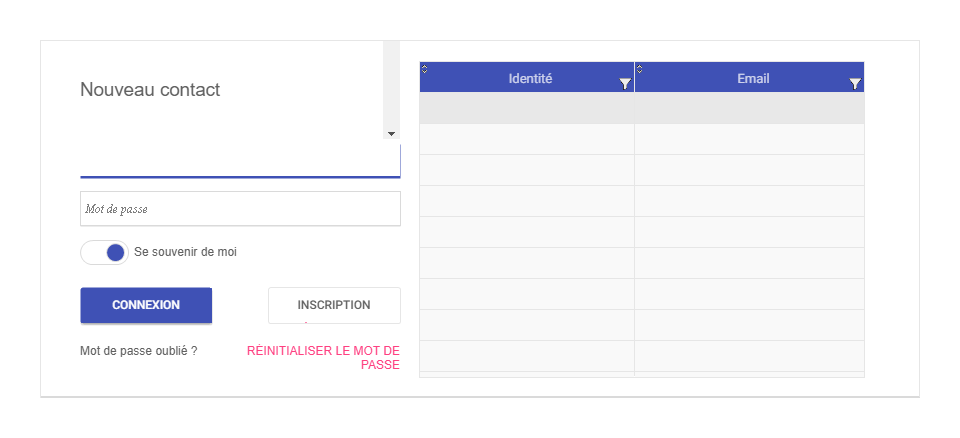 Nouveau contact
Identité
Email
Mot de passe
Se souvenir de moi
CONNEXION
INSCRIPTION
Mot de passe oublié ?
RÉINITIALISER LE MOT DE
PASSE